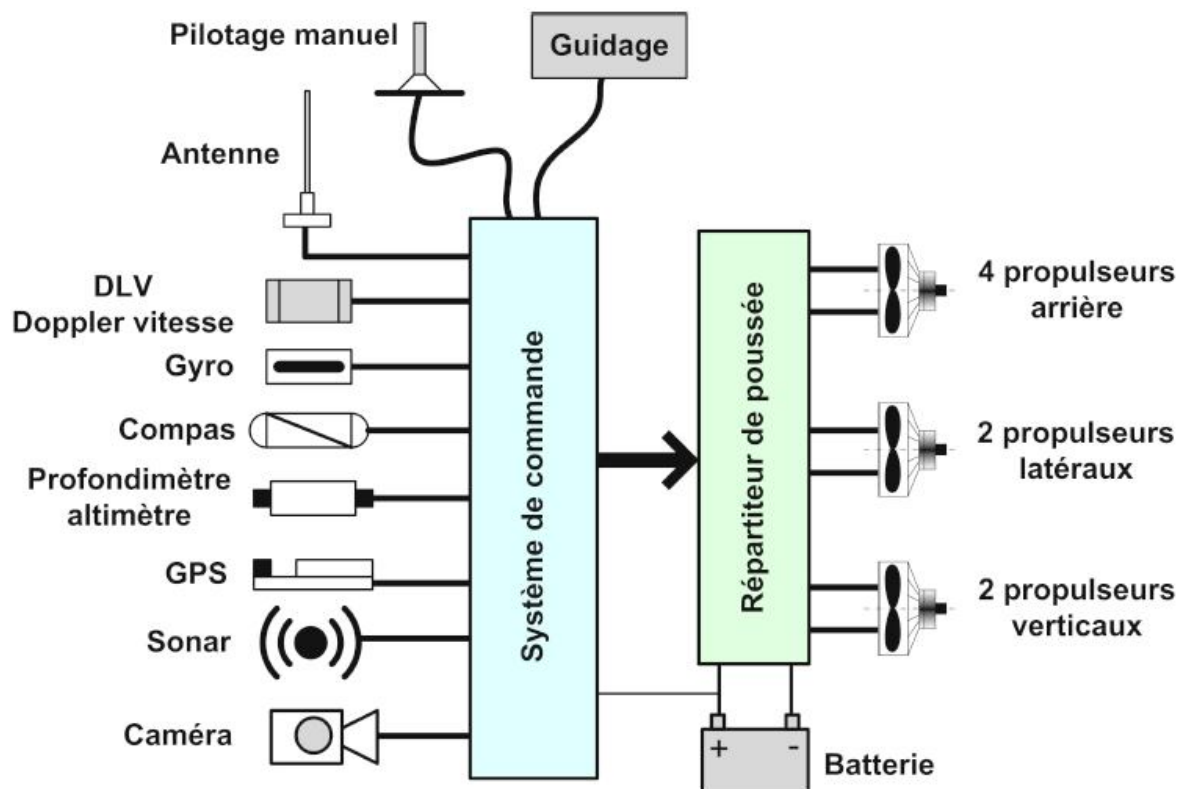 Pilotage manuel
Guidage
Antenne
DLV
Doppler vitesse
Gyro
Compas
Profondimètre
altimètre
GPS
Sonar
Caméra
Système de commande
Répartiteur de poussée
4 propulseurs
arrière
2 propulseurs
latéraux
2 propulseurs
verticaux
+ -
Batterie